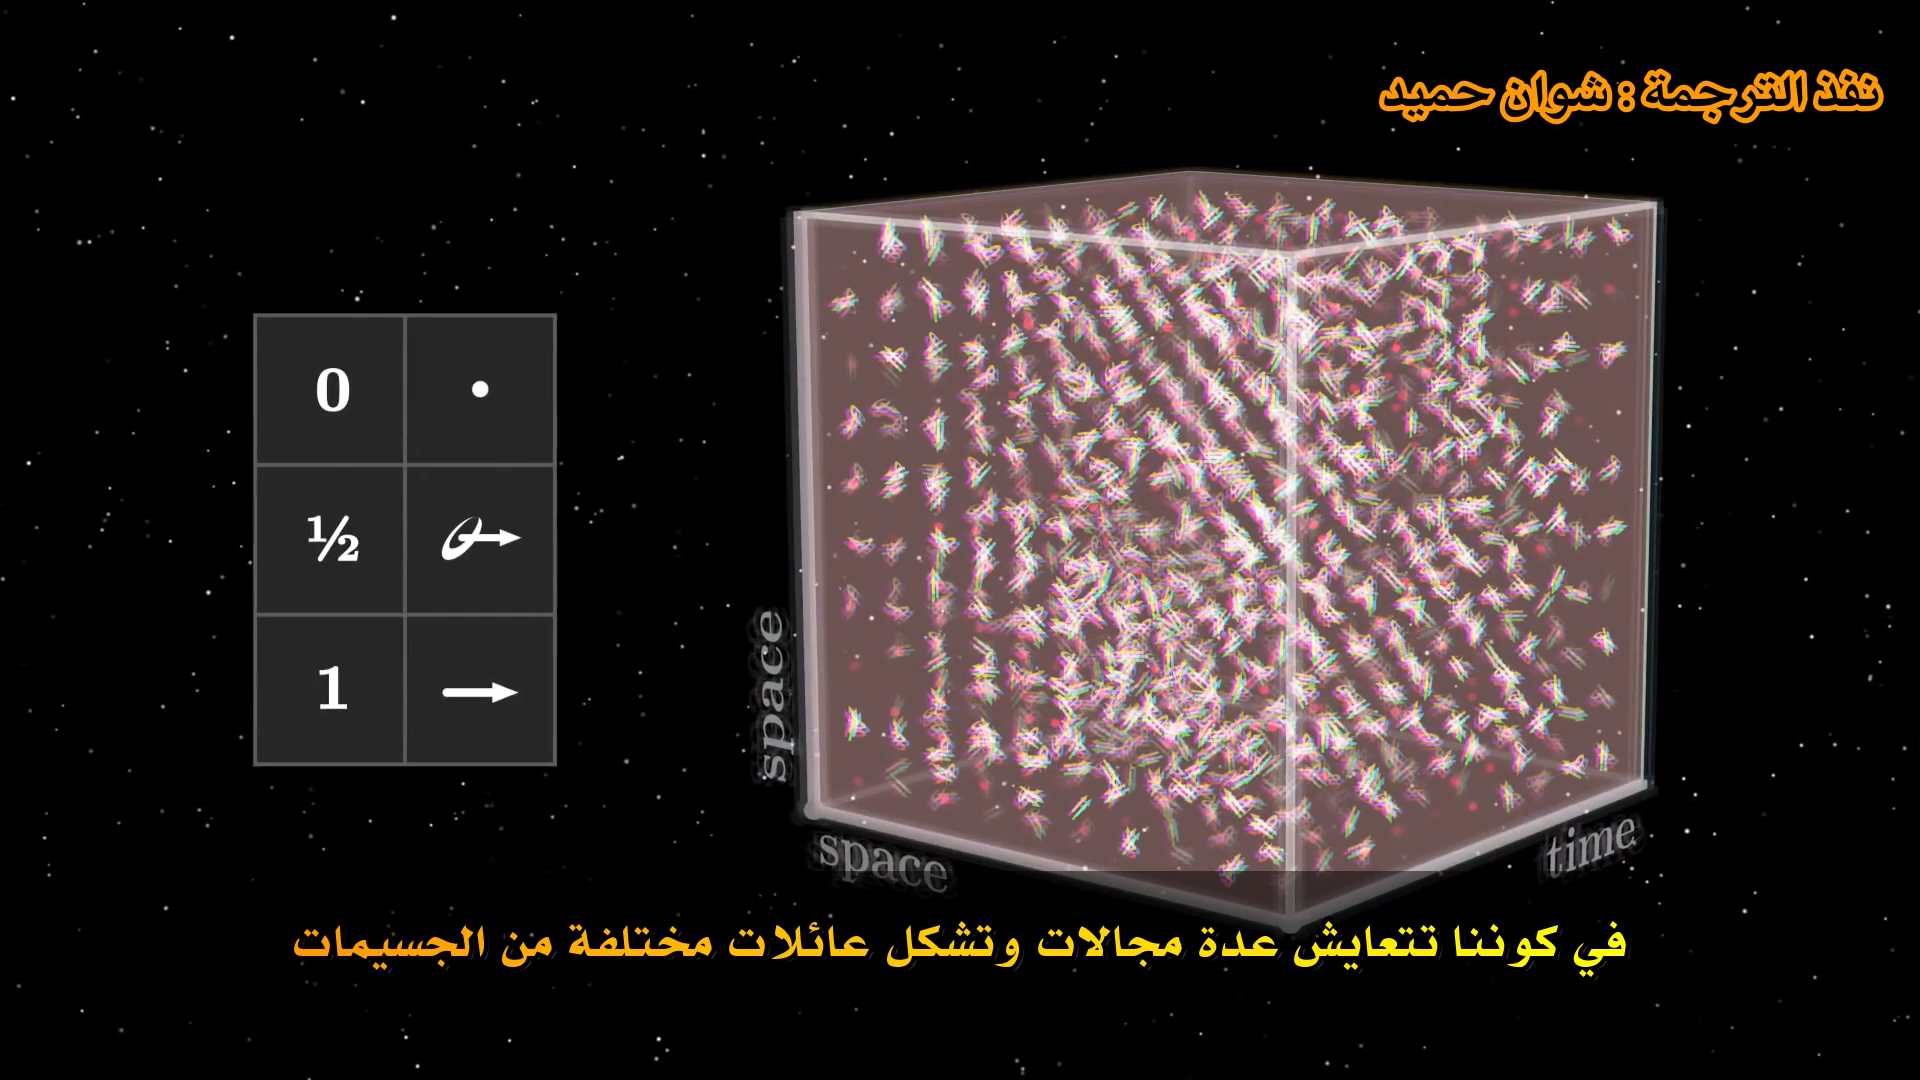 نفذ الترجمة : شوان حميد
0
½
1
space
space
time
في كوننا تتعايش عدة مجالات وتشكل عائلات مختلفة من الجسيمات